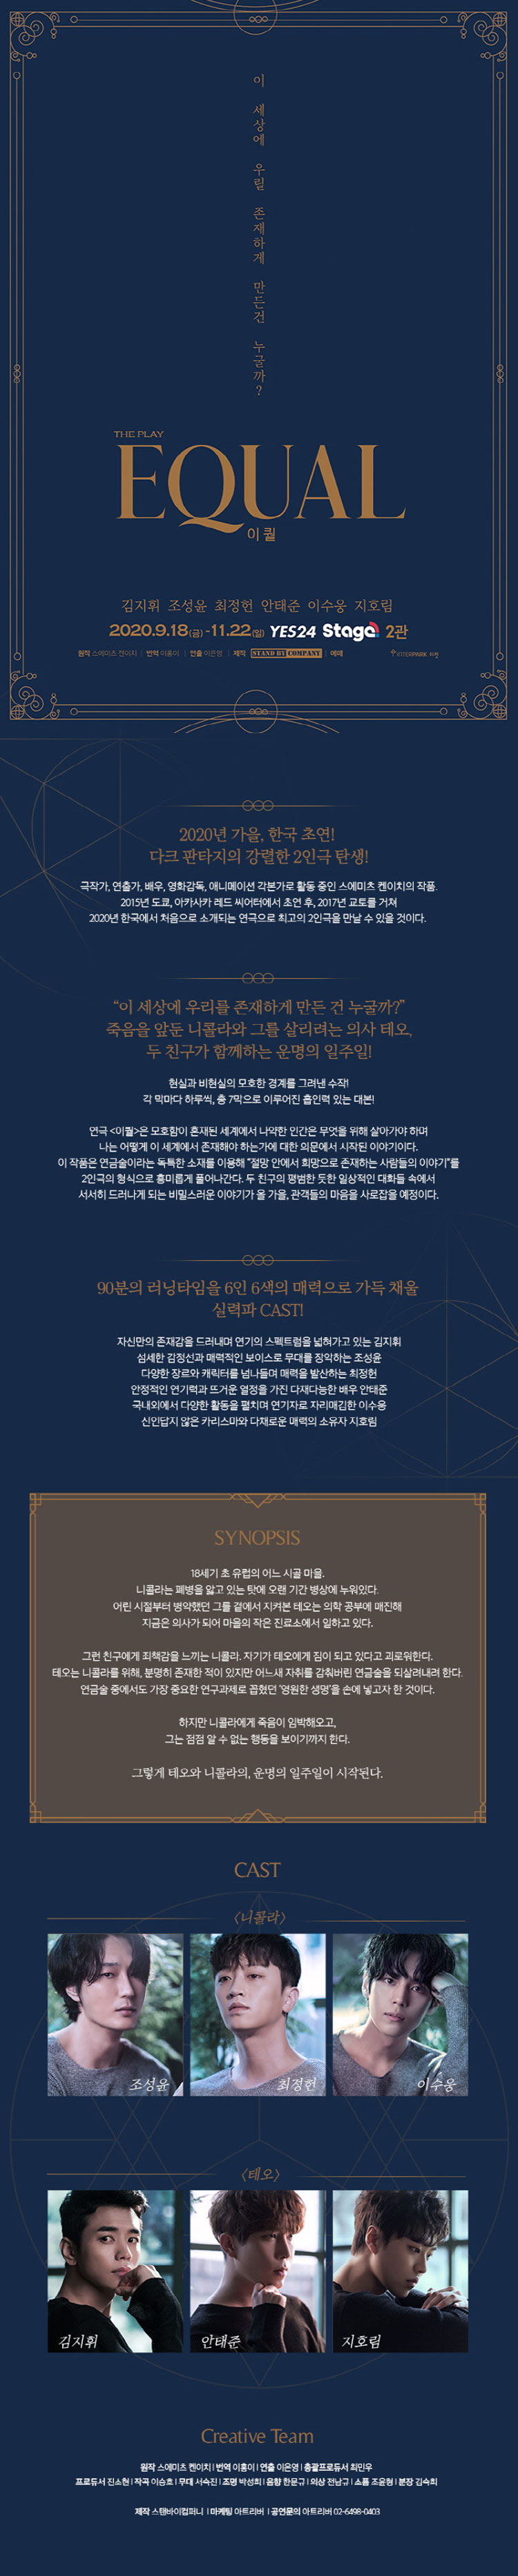 이 세상에 우릴 존재하게 만든건 누굴까?
THE PLAY
EQUAL
이퀄
김지휘 조성윤 최정헌 안태준 이수웅 지호림
2020.9.18(금) -11.22(일) YES24 Stage 2관
원작 스에미츠 켄이치 | 번역 이홍이 | 연출 이은영 | 제작 STAND BY COMPANY | 예매 INTERPARK 티켓
2020년 가을, 한국 초연!
다크 판타지의 강렬한 2인극 탄생!
극작가, 연출가, 배우, 영화감독, 애니메이션 각본가로 활동 중인 스에미츠 켄이치의 작품.
2015년 도쿄, 아카사카 레드 씨어터에서 초연 후, 2017년 교토를 거쳐
2020년 한국에서 처음으로 소개되는 연극으로 최고의 2인극을 만날 수 있을 것이다.
“이 세상에 우리를 존재하게 만든 건 누굴까?”
죽음을 앞둔 니콜라와 그를 살리려는 의사 테오,
두 친구가 함께하는 운명의 일주일!
현실과 비현실의 모호한 경계를 그려낸 수작!
각 막마다 하루씩, 총 7막으로 이루어진 흡인력 있는 대본!
연극 <이퀄>은 모호함이 혼재된 세계에서 나약한 인간은 무엇을 위해 살아가야 하며
나는 어떻게 이 세계에서 존재해야 하는가에 대한 의문에서 시작된 이야기이다.
이 작품은 연금술이라는 독특한 소재를 이용해 “절망 안에서 희망으로 존재하는 사람들의 이야기”를
2인극의 형식으로 흥미롭게 풀어나간다. 두 친구의 평범한 듯한 일상적인 대화들 속에서
서서히 드러나게 되는 비밀스러운 이야기가 올 가을, 관객들의 마음을 사로잡을 예정이다.
90분의 러닝타임을 6인 6색의 매력으로 가득 채울
실력파 CAST!
자신만의 존재감을 드러내며 연기의 스펙트럼을 넓혀가고 있는 김지휘
섬세한 감정선과 매력적인 보이스로 무대를 장악하는 조성윤
다양한 장르와 캐릭터를 넘나들며 매력을 발산하는 최정헌
안정적인 연기력과 뜨거운 열정을 가진 다재다능한 배우 안태준
국내외에서 다양한 활동을 펼치며 연기자로 자리매김한 이수웅
신인답지 않은 카리스마와 다채로운 매력의 소유자 지호림
SYNOPSIS
18세기 초 유럽의 어느 시골 마을.
니콜라는 폐병을 앓고 있는 탓에 오랜 기간 병상에 누워있다.
어린 시절부터 병약했던 그를 곁에서 지켜본 테오는 의학 공부에 매진해
지금은 의사가 되어 마을의 작은 진료소에서 일하고 있다.
그런 친구에게 죄책감을 느끼는 니콜라. 자기가 테오에게 짐이 되고 있다고 괴로워한다.
테오는 니콜라를 위해, 분명히 존재한 적이 있지만 어느새 자취를 감춰버린 연금술을 되살려내려 한다.
연금술 중에서도 가장 중요한 연구과제로 꼽혔던 '영원한 생명'을 손에 넣고자 한 것이다.
하지만 니콜라에게 죽음이 임박해오고,
그는 점점 알 수 없는 행동을 보이기까지 한다.
그렇게 테오와 니콜라의, 운명의 일주일이 시작된다.
CAST
〈니콜라〉
조성윤 최정헌 이수웅
〈테오〉
김지휘 안태준 지호림
Creative Team
원작 스에미츠 켄이치 | 번역 이홍이 | 연출 이은영 | 총괄프로듀서 최민우
프로듀서 진소현 | 작곡 이승호 | 무대 서숙진 | 조명 박성희 | 음향 한문규 | 의상 전남규 | 소품 조윤형 | 분장 김숙희
제작 스탠바이컴퍼니 | 마케팅 아트리버 | 공연문의 아트리버 02-6498-0403